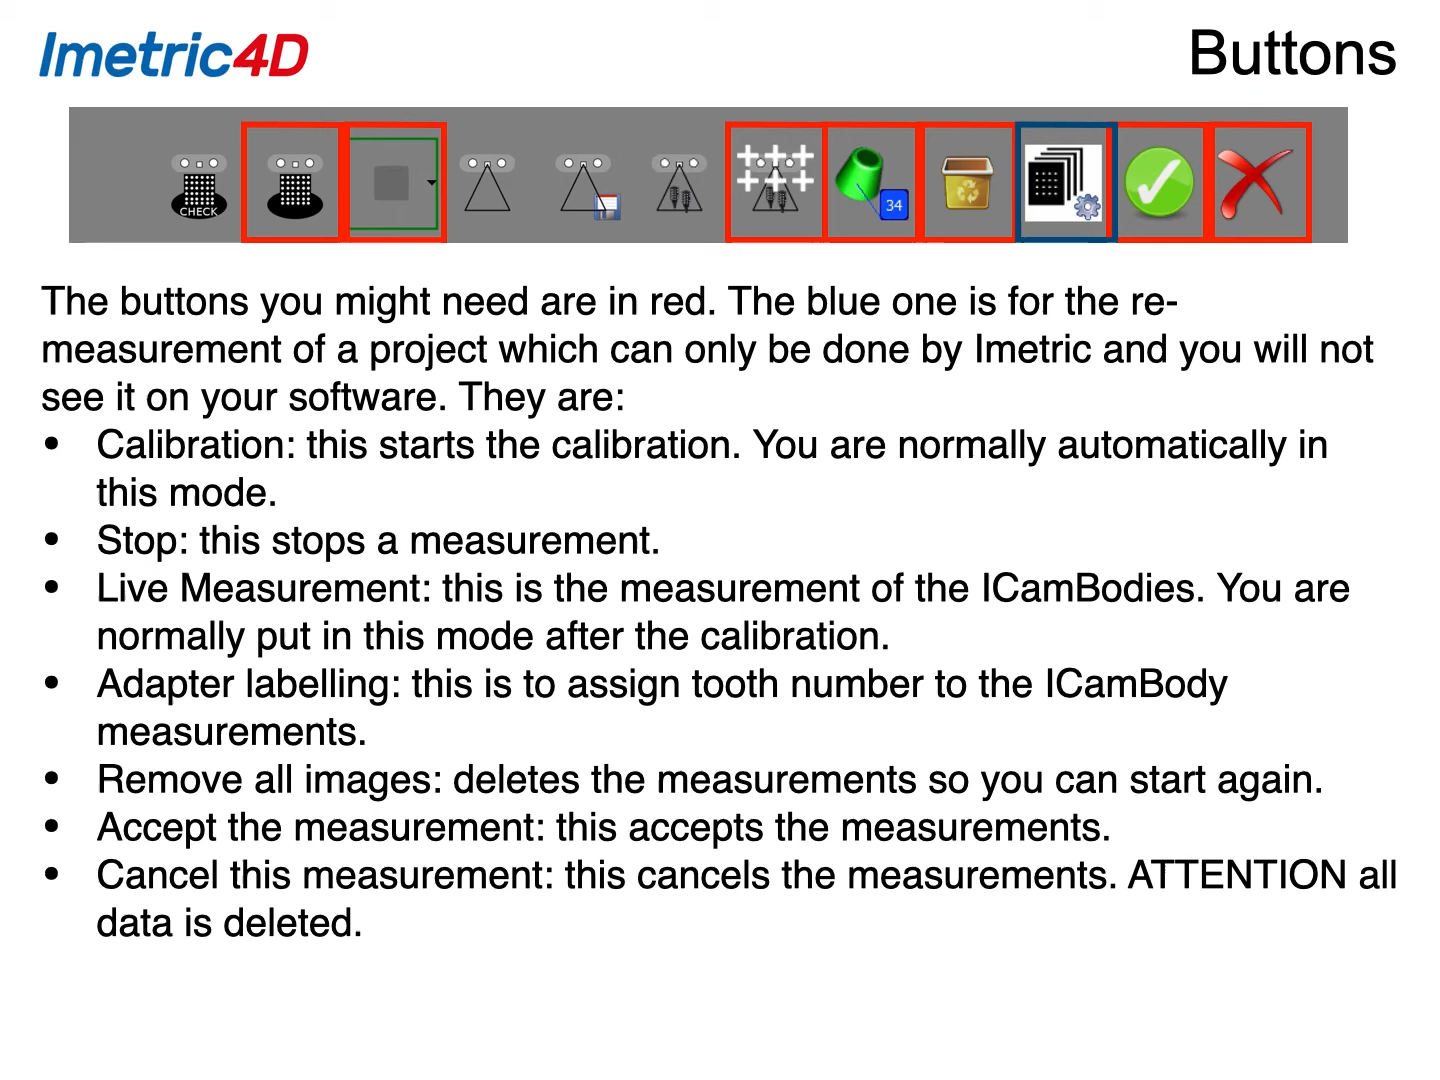 Imetric4D
Buttons
CHECK
34
The buttons you might need are in red. The blue one is for the re-
measurement of a project which can only be done by Imetric and you will not
see it on your software. They are:
• Calibration: this starts the calibration. You are normally automatically in
this mode.
• Stop: this stops a measurement.
• Live Measurement: this is the measurement of the ICamBodies. You are
normally put in this mode after the calibration.
• Adapter labelling: this is to assign tooth number to the ICamBody
measurements.
• Remove all images: deletes the measurements so you can start again.
• Accept the measurement: this accepts the measurements.
• Cancel this measurement: this cancels the measurements. ATTENTION all
data is deleted.